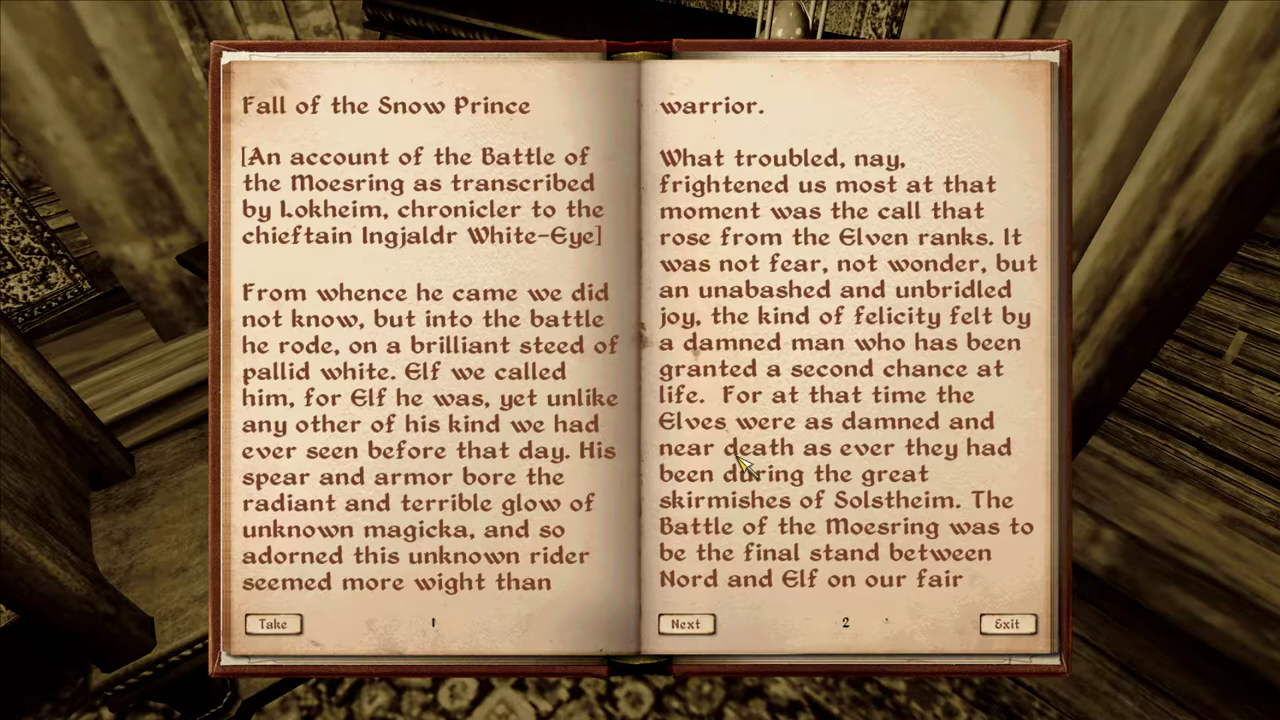 Fall of the Snow Prince
[An account of the Battle of
the Moesring as transcribed
by Lokheim, chronicler to the
chieftain Ingjaldr White-Eye]
From whence he came we did
not know, but into the battle
he rode, on a brilliant steed of
pallid white. Elf we called
him, for Elf he was, yet unlike
any other of his kind we had
ever seen before that day. His
spear and armor bore the
radiant and terrible glow of
unknown magicka, and so
adorned this unknown rider
seemed more wight than
Take
1
warrior.
What troubled, nay,
frightened us most at that
moment was the call that
rose from the Elven ranks. It
was not fear, not wonder, but
an unabashed and unbridled
joy, the kind of felicity felt by
a damned man who has been
granted a second chance at
life.  For at that time the
Elves were as damned and
near death as ever they had
been during the great
skirmishes of Solstheim. The
Battle of the Moesring was to
be the final stand between
Nord and Elf on our fair
Next
2
Exit